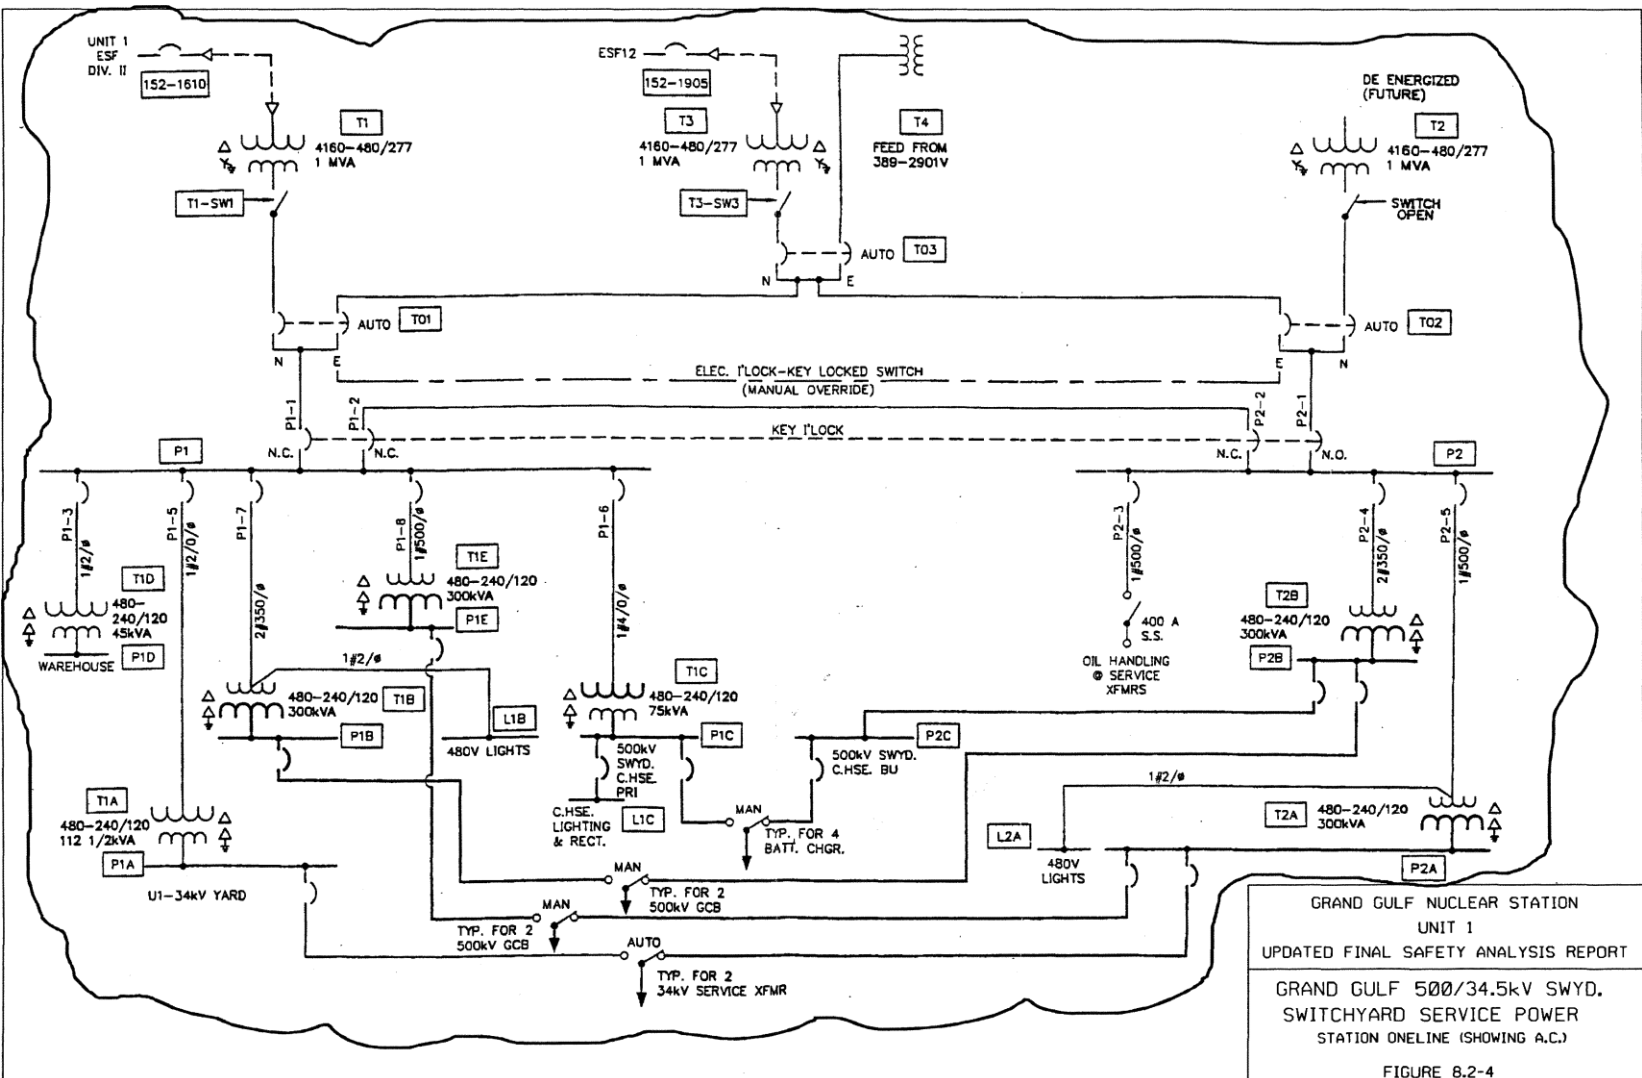 UNIT 1
ESF
DIV. II
152-1610
T1
4160-480/277
1 MVA
T1-SW1
ESF12
152-1905
T3
4160-480/277
1 MVA
T3-SW3
T4
FEED FROM
389-2901V
DE ENERGIZED
(FUTURE)
T2
4160-480/277
1 MVA
SWITCH
OPEN
AUTO
TO3
N
E
AUTO
TO1
N
E
AUTO
TO2
E
N
ELEC. I'LOCK-KEY LOCKED SWITCH
(MANUAL OVERRIDE)
P1-1
P1-2
P2-2
P2-1
KEY I'LOCK
N.C.
N.C.
N.C.
N.O.
P1
P2
P1-3
1#2/ø
P1-5
1#2/0/ø
P1-7
2#350/ø
P1-8
1#500/ø
P1-6
1#4/0/ø
P2-3
1#500/ø
P2-4
2#350/ø
P2-5
1#500/ø
T1D
480-
240/120
45kVA
WAREHOUSE
P1D
T1E
480-240/120
300kVA
P1E
1#2/ø
480-240/120
300kVA
T1B
P1B
L1B
480V LIGHTS
T1C
480-240/120
75kVA
P1C
500kV
SWYD.
C.HSE.
PRI
C.HSE.
LIGHTING
& RECT.
L1C
P2C
500kV SWYD.
C.HSE. BU
MAN
TYP. FOR 4
BATT. CHGR.
400 A
S.S.
OIL HANDLING
@ SERVICE
XFMRS
T2B
480-240/120
300kVA
P2B
1#2/ø
T2A
480-240/120
300kVA
L2A
480V
LIGHTS
P2A
T1A
480-240/120
112 1/2kVA
P1A
U1-34kV YARD
MAN
TYP. FOR 2
500kV GCB
MAN
TYP. FOR 2
500kV GCB
AUTO
TYP. FOR 2
34kV SERVICE XFMR
GRAND GULF NUCLEAR STATION
UNIT 1
UPDATED FINAL SAFETY ANALYSIS REPORT
GRAND GULF 500/34.5kV SWYD.
SWITCHYARD SERVICE POWER
STATION ONELINE (SHOWING A.C.)
FIGURE 8.2-4